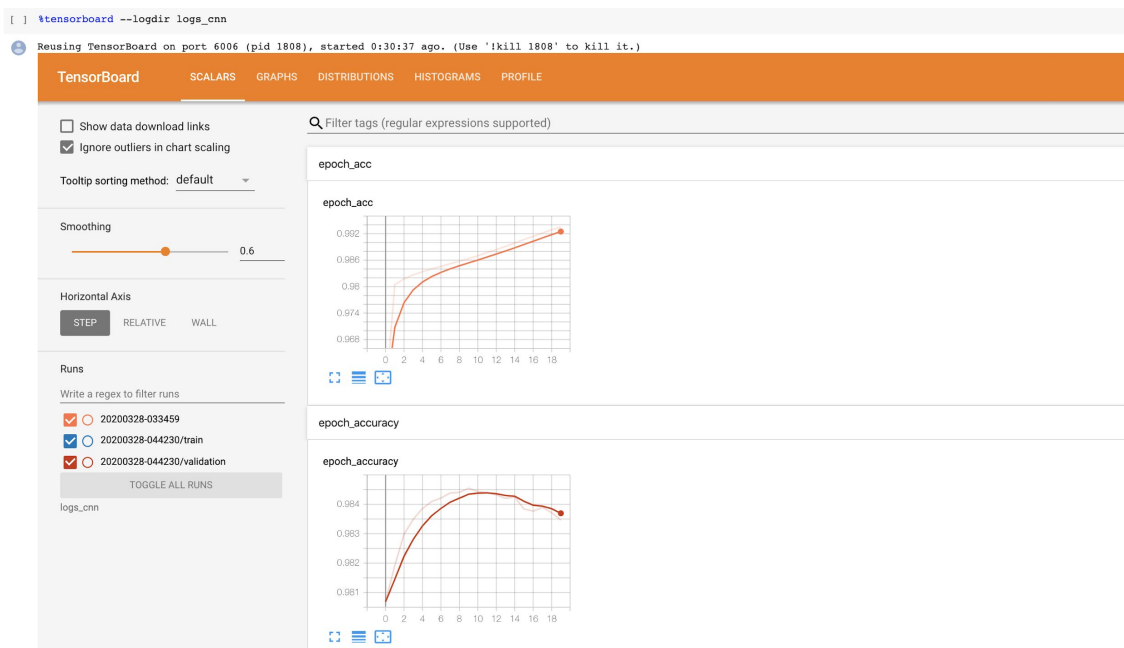 [ ] %tensorboard --logdir logs_cnn
Reusing TensorBoard on port 6006 (pid 1808), started 0:30:37 ago. (Use '!kill 1808' to kill it.)
TensorBoard SCALARS GRAPHS DISTRIBUTIONS HISTOGRAMS PROFILE
Show data download links
Ignore outliers in chart scaling
Tooltip sorting method: default
Smoothing
0.6
Horizontal Axis
STEP RELATIVE WALL
Runs
Write a regex to filter runs
20200328-033459
20200328-044230/train
20200328-044230/validation
TOGGLE ALL RUNS
logs_cnn
Filter tags (regular expressions supported)
epoch_acc
epoch_acc
0.992
0.986
0.98
0.974
0.968
0 2 4 6 8 10 12 14 16 18
epoch_accuracy
epoch_accuracy
0.984
0.983
0.982
0.981
0 2 4 6 8 10 12 14 16 18